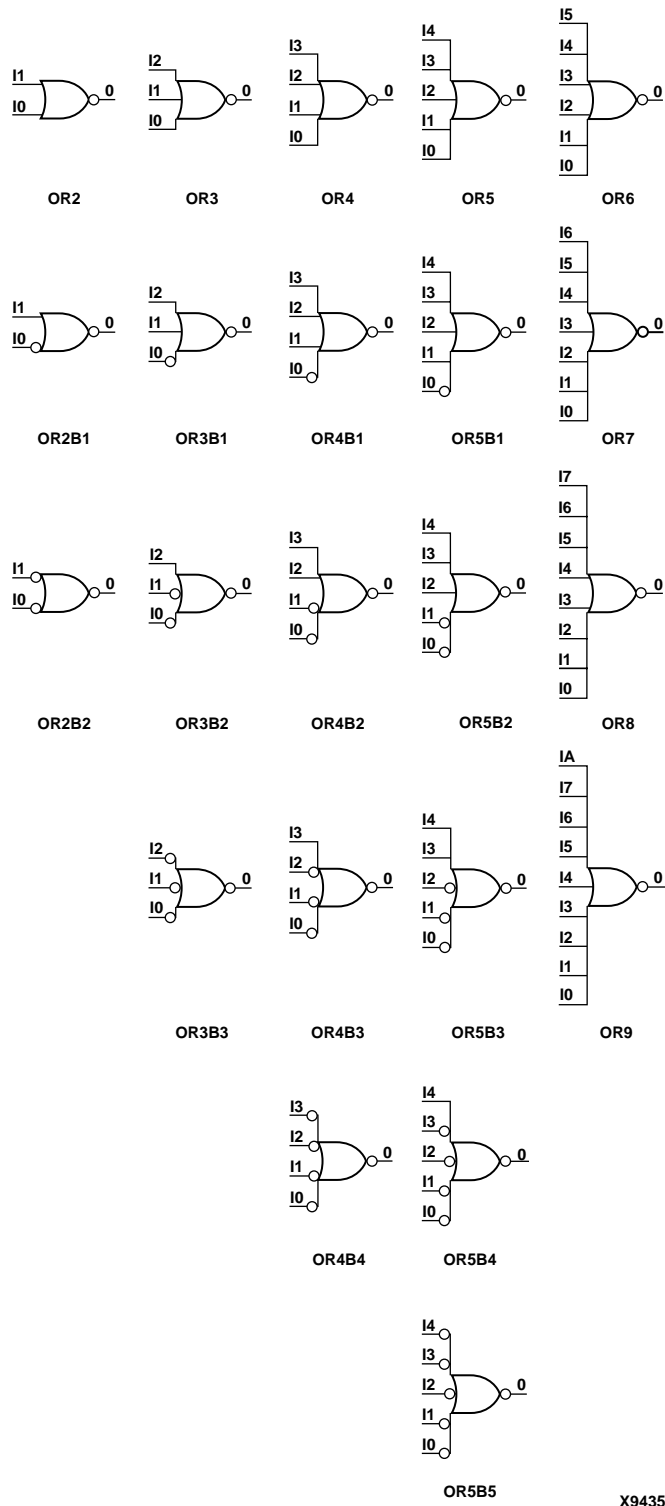 I1
I0
0
OR2
I2
I1
I0
0
OR3
I3
I2
I1
I0
0
OR4
I4
I3
I2
I1
I0
0
OR5
I5
I4
I3
I2
I1
I0
0
OR6
I1
I0
0
OR2B1
I2
I1
I0
0
OR3B1
I3
I2
I1
I0
0
OR4B1
I4
I3
I2
I1
I0
0
OR5B1
I6
I5
I4
I3
I2
I1
I0
0
OR7
I1
I0
0
OR2B2
I2
I1
I0
0
OR3B2
I3
I2
I1
I0
0
OR4B2
I4
I3
I2
I1
I0
0
OR5B2
I7
I6
I5
I4
I3
I2
I1
I0
0
OR8
I2
I1
I0
0
OR3B3
I3
I2
I1
I0
0
OR4B3
I4
I3
I2
I1
I0
0
OR5B3
IA
I7
I6
I5
I4
I3
I2
I1
I0
0
OR9
I3
I2
I1
I0
0
OR4B4
I4
I3
I2
I1
I0
0
OR5B4
I4
I3
I2
I1
I0
0
OR5B5
X9435